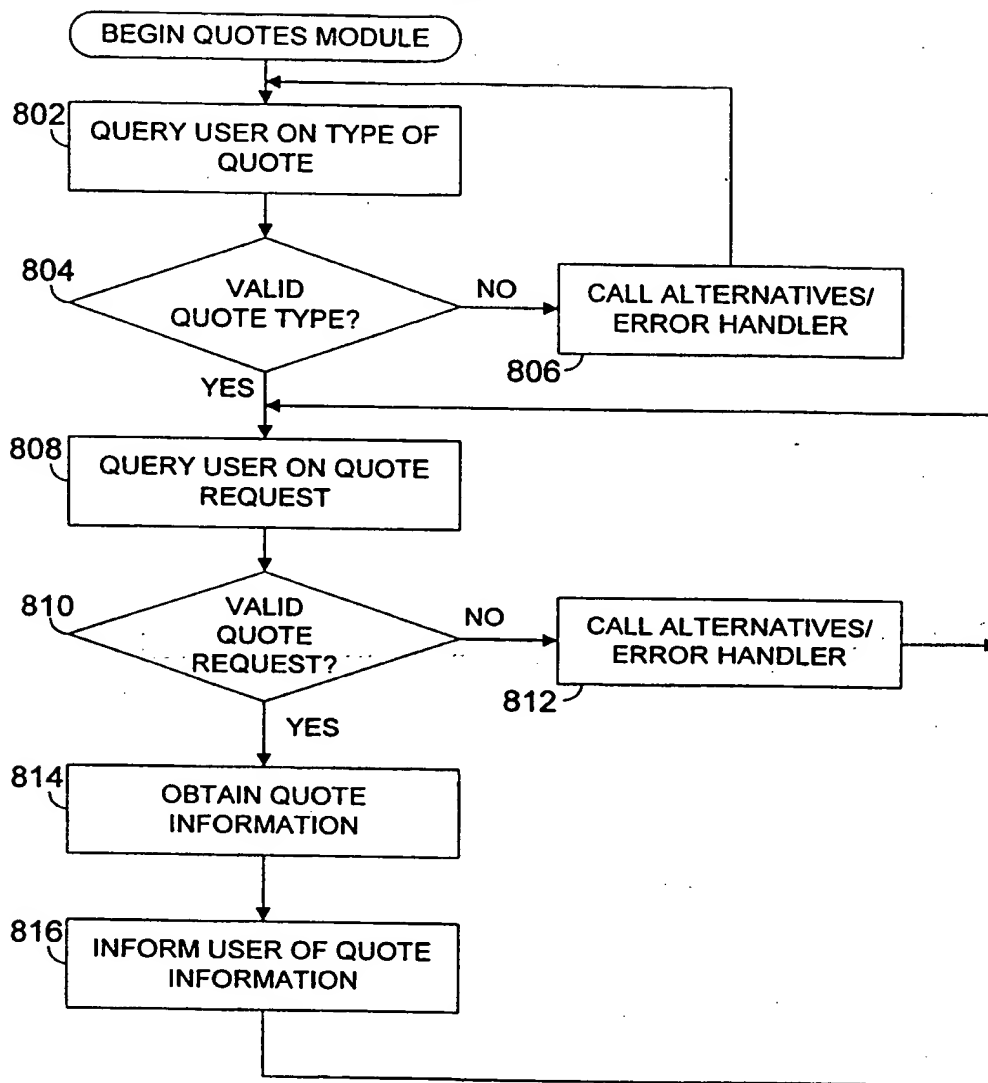 BEGIN QUOTES MODULE
802
QUERY USER ON TYPE OF
QUOTE
804
VALID
QUOTE TYPE?
NO
CALL ALTERNATIVES/
ERROR HANDLER
806
YES
808
QUERY USER ON QUOTE
REQUEST
810
VALID
QUOTE
REQUEST?
NO
CALL ALTERNATIVES/
ERROR HANDLER
812
YES
814
OBTAIN QUOTE
INFORMATION
816
INFORM USER OF QUOTE
INFORMATION